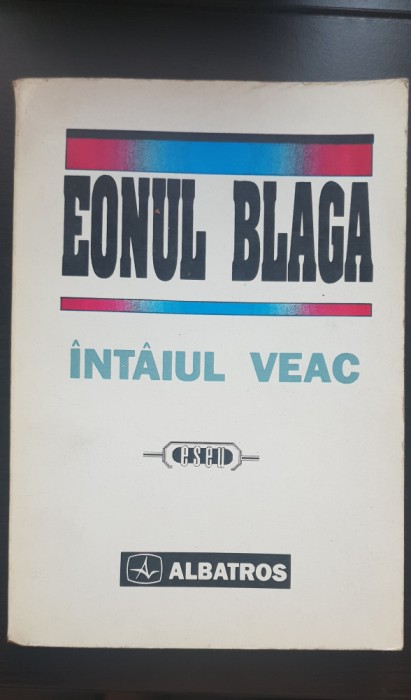 EONUL BLAGA
ÎNTÂIUL VEAC
eseu
ALBATROS